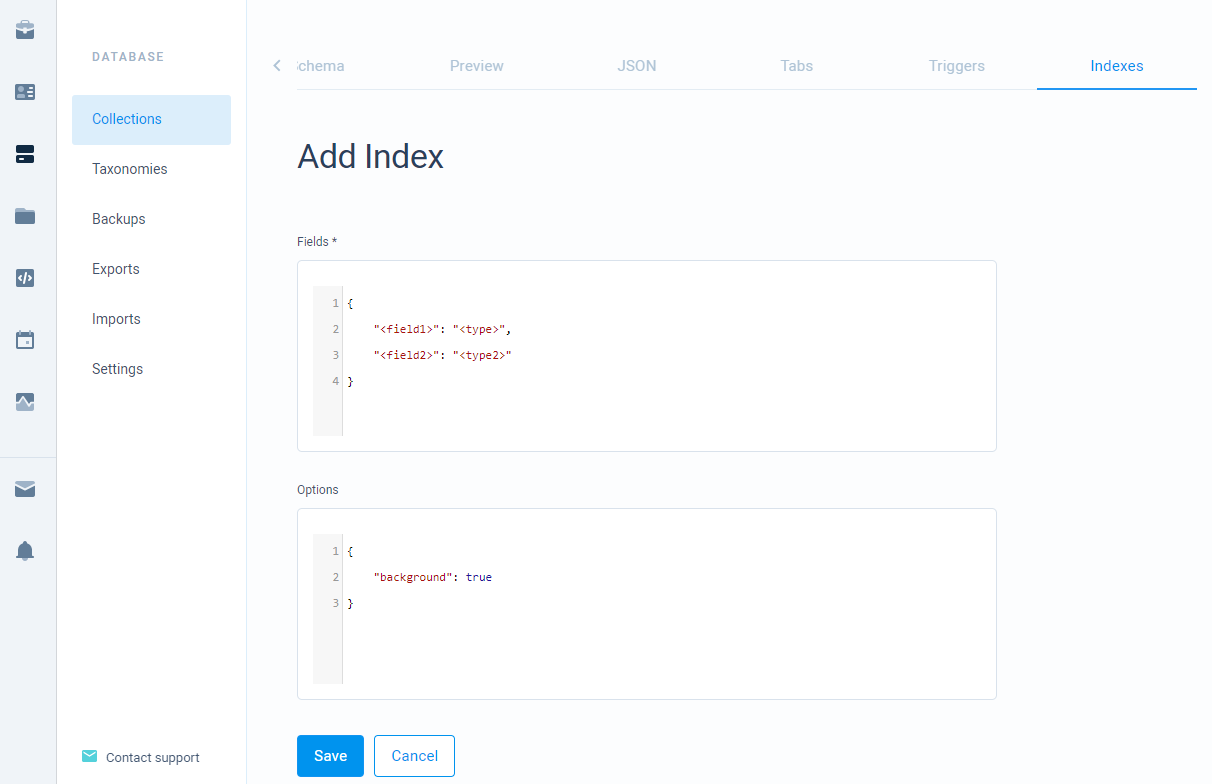 DATABASE
Collections
Taxonomies
Backups
Exports
Imports
Settings
Contact support
chema Preview JSON Tabs Triggers Indexes
Add Index
Fields *
1 {
2 "<field1>": "<type>",
3 "<field2>": "<type2>"
4 }
Options
1 {
2 "background": true
3 }
Save Cancel